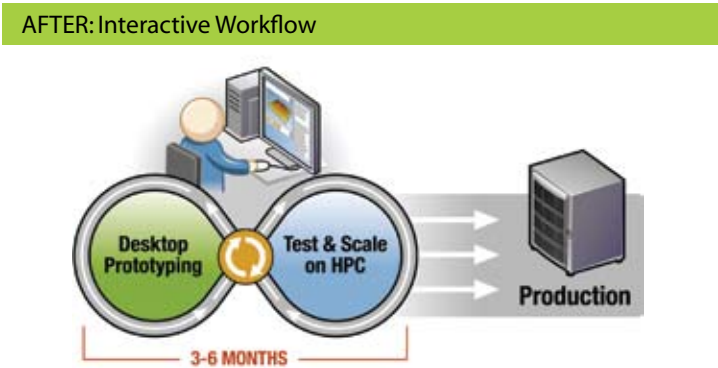 AFTER: Interactive Workflow
Desktop
Prototyping
Test & Scale
on HPC
Production
3-6 MONTHS